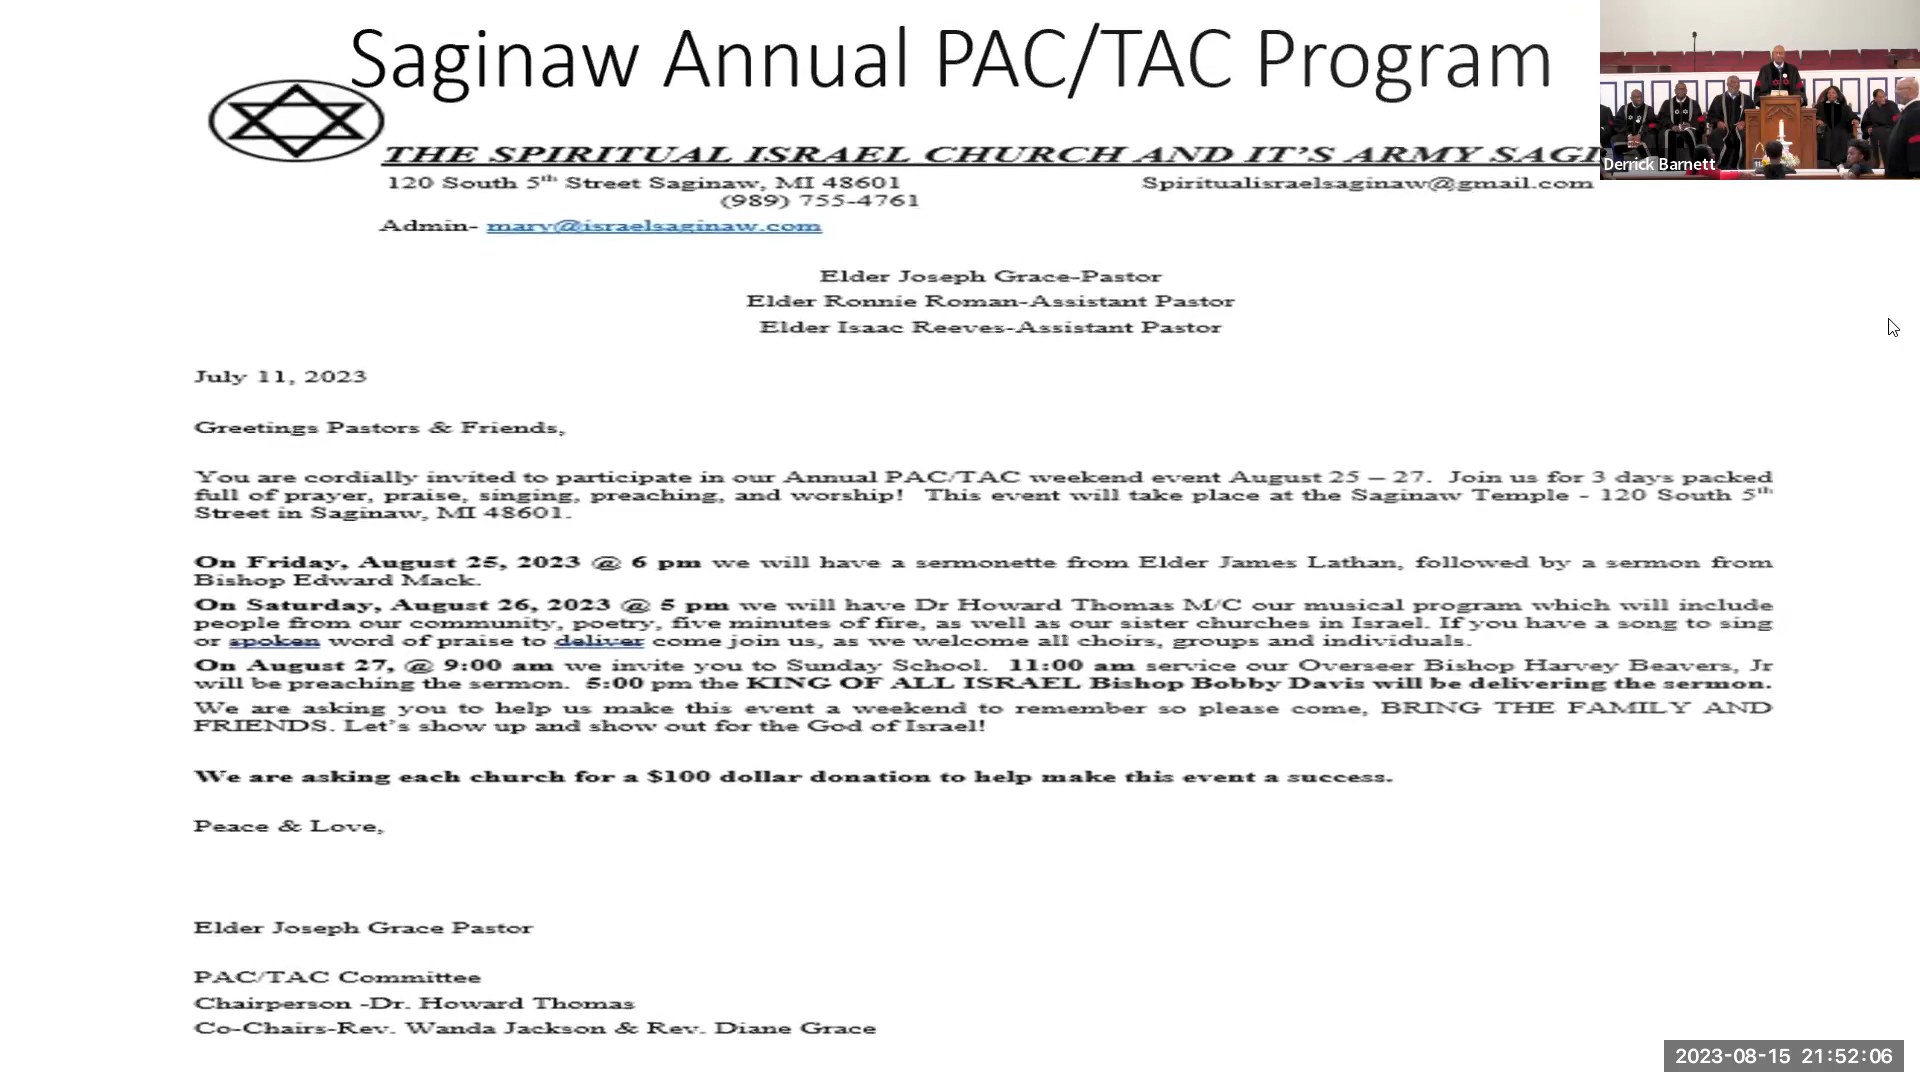 Saginaw Annual PAC/TAC Program
THE SPIRITUAL ISRAEL CHURCH AND IT'S ARMY SAGI
120 South 5th Street Saginaw, MI 48601 Spiritualisraelsaginaw@gmail.com
(989) 755-4761
Admin- mary@israelsaginaw.com
Elder Joseph Grace-Pastor
Elder Ronnie Roman-Assistant Pastor
Elder Isaac Reeves-Assistant Pastor
July 11, 2023
Greetings Pastors & Friends,
You are cordially invited to participate in our Annual PAC/TAC weekend event August 25 – 27. Join us for 3 days packed
full of prayer, praise, singing, preaching, and worship! This event will take place at the Saginaw Temple - 120 South 5th
Street in Saginaw, MI 48601.
On Friday, August 25, 2023 @ 6 pm we will have a sermonette from Elder James Lathan, followed by a sermon from
Bishop Edward Mack.
On Saturday, August 26, 2023 @ 5 pm we will have Dr Howard Thomas M/C our musical program which will include
people from our community, poetry, five minutes of fire, as well as our sister churches in Israel. If you have a song to sing
or spoken word of praise to deliver come join us, as we welcome all choirs, groups and individuals.
On August 27, @ 9:00 am we invite you to Sunday School. 11:00 am service our Overseer Bishop Harvey Beavers, Jr
will be preaching the sermon. 5:00 pm the KING OF ALL ISRAEL Bishop Bobby Davis will be delivering the sermon.
We are asking you to help us make this event a weekend to remember so please come, BRING THE FAMILY AND
FRIENDS. Let's show up and show out for the God of Israel!
We are asking each church for a $100 dollar donation to help make this event a success.
Peace & Love,
Elder Joseph Grace Pastor
PAC/TAC Committee
Chairperson -Dr. Howard Thomas
Co-Chairs-Rev. Wanda Jackson & Rev. Diane Grace
Derrick Barnett
2023-08-15 21:52:06